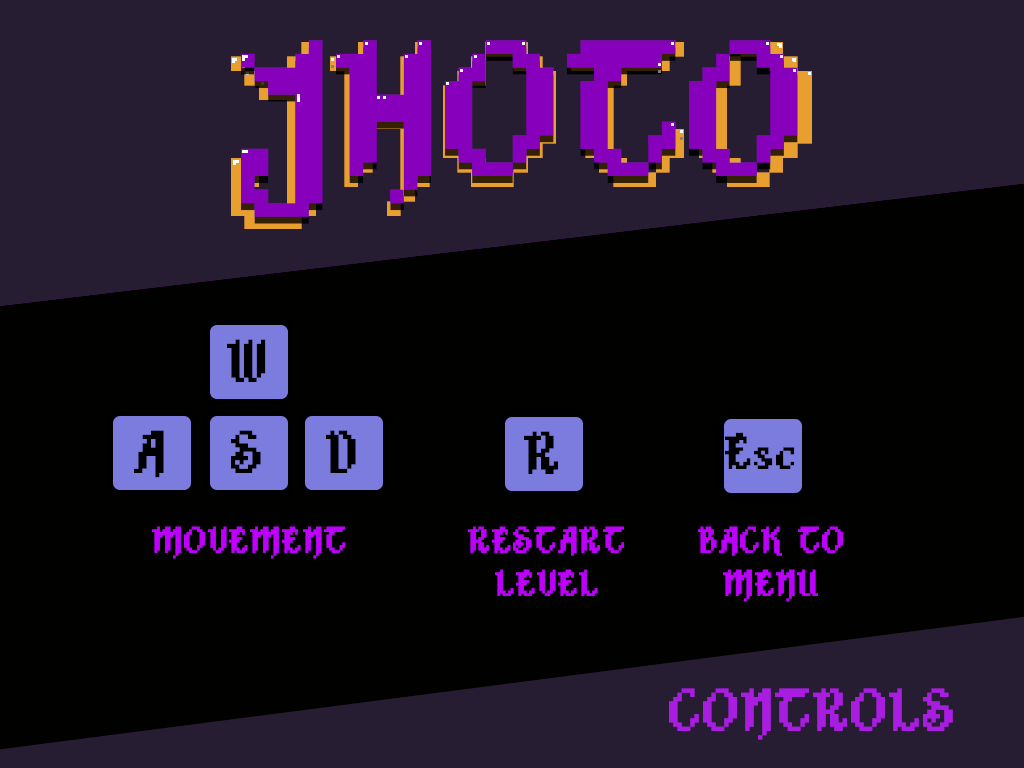 JHOTO
W
A S D R Esc
MOVEMENT RESTART LEVEL BACK TO MENU
CONTROLS